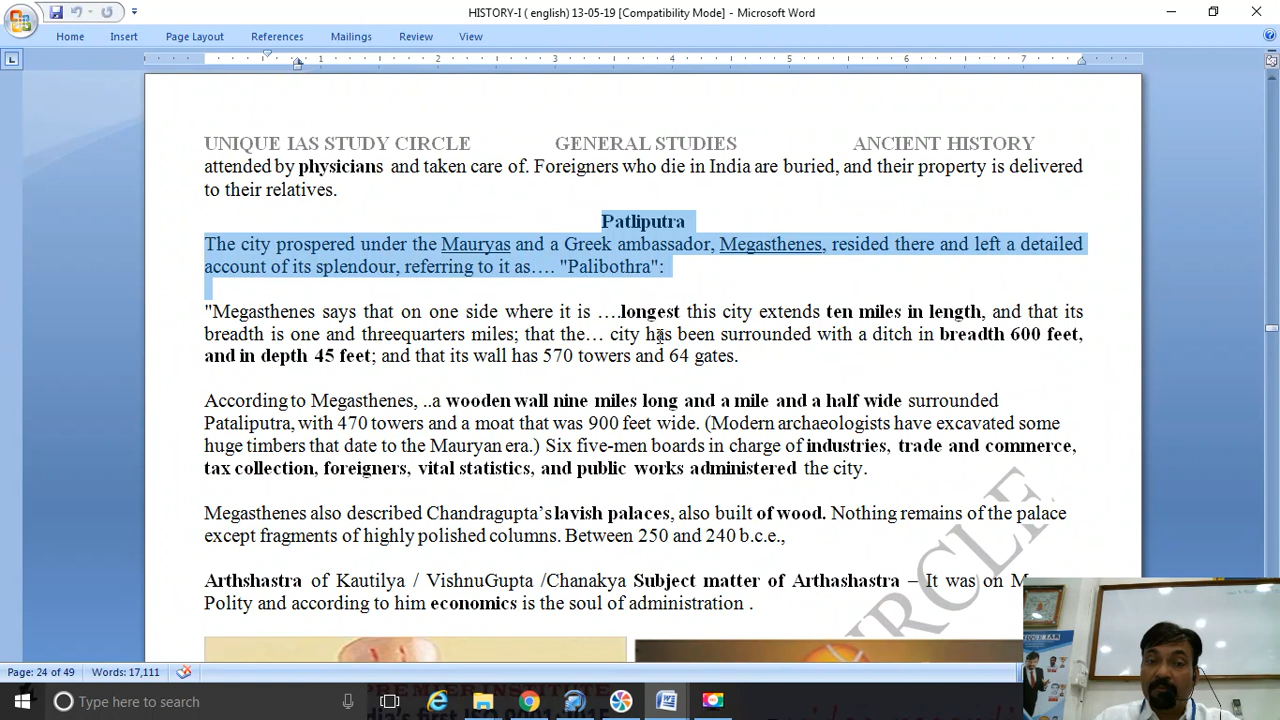 HISTORY-I ( english) 13-05-19 [Compatibility Mode] - Microsoft Word
Home Insert Page Layout References Mailings Review View
1 2 3 4 5 6 7
UNIQUE IAS STUDY CIRCLE GENERAL STUDIES ANCIENT HISTORY
attended by physicians and taken care of. Foreigners who die in India are buried, and their property is delivered
to their relatives.
Patliputra
The city prospered under the Mauryas and a Greek ambassador, Megasthenes, resided there and left a detailed
account of its splendour, referring to it as…. "Palibothra":
"Megasthenes says that on one side where it is ….longest this city extends ten miles in length, and that its
breadth is one and threequarters miles; that the… city has been surrounded with a ditch in breadth 600 feet,
and in depth 45 feet; and that its wall has 570 towers and 64 gates.
According to Megasthenes, ..a wooden wall nine miles long and a mile and a half wide surrounded
Pataliputra, with 470 towers and a moat that was 900 feet wide. (Modern archaeologists have excavated some
huge timbers that date to the Mauryan era.) Six five-men boards in charge of industries, trade and commerce,
tax collection, foreigners, vital statistics, and public works administered the city.
Megasthenes also described Chandragupta’s lavish palaces, also built of wood. Nothing remains of the palace
except fragments of highly polished columns. Between 250 and 240 b.c.e.,
Arthshastra of Kautilya / VishnuGupta /Chanakya Subject matter of Arthashastra – It was on M
Polity and according to him economics is the soul of administration .
CIRCLE
Page: 24 of 49 Words: 17,111
Type here to search